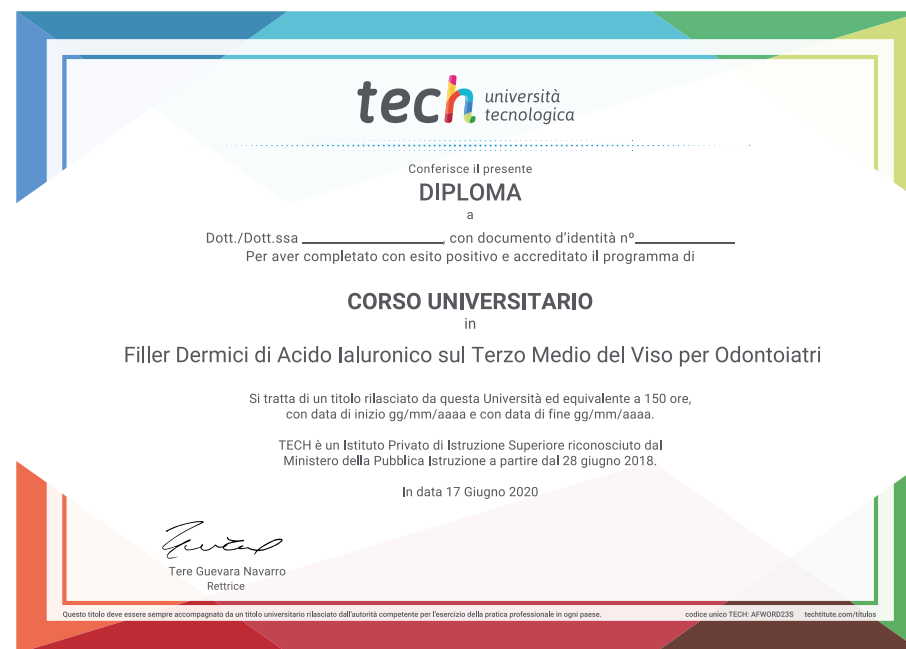 tech università
tecnologica
Conferisce il presente
DIPLOMA
a
Dott./Dott.ssa ____________________, con documento d'identità nº______________
Per aver completato con esito positivo e accreditato il programma di
CORSO UNIVERSITARIO
in
Filler Dermici di Acido Ialuronico sul Terzo Medio del Viso per Odontoiatri
Si tratta di un titolo rilasciato da questa Università ed equivalente a 150 ore,
con data di inizio gg/mm/aaaa e con data di fine gg/mm/aaaa.
TECH è un Istituto Privato di Istruzione Superiore riconosciuto dal
Ministero della Pubblica Istruzione a partire dal 28 giugno 2018.
In data 17 Giugno 2020
Tere Guevara Navarro
Rettrice
Questo titolo deve essere sempre accompagnato da un titolo universitario rilasciato dall'autorità competente per l'esercizio della pratica professionale in ogni paese. codice unico TECH: AFWORD23S techtitute.com/titulos